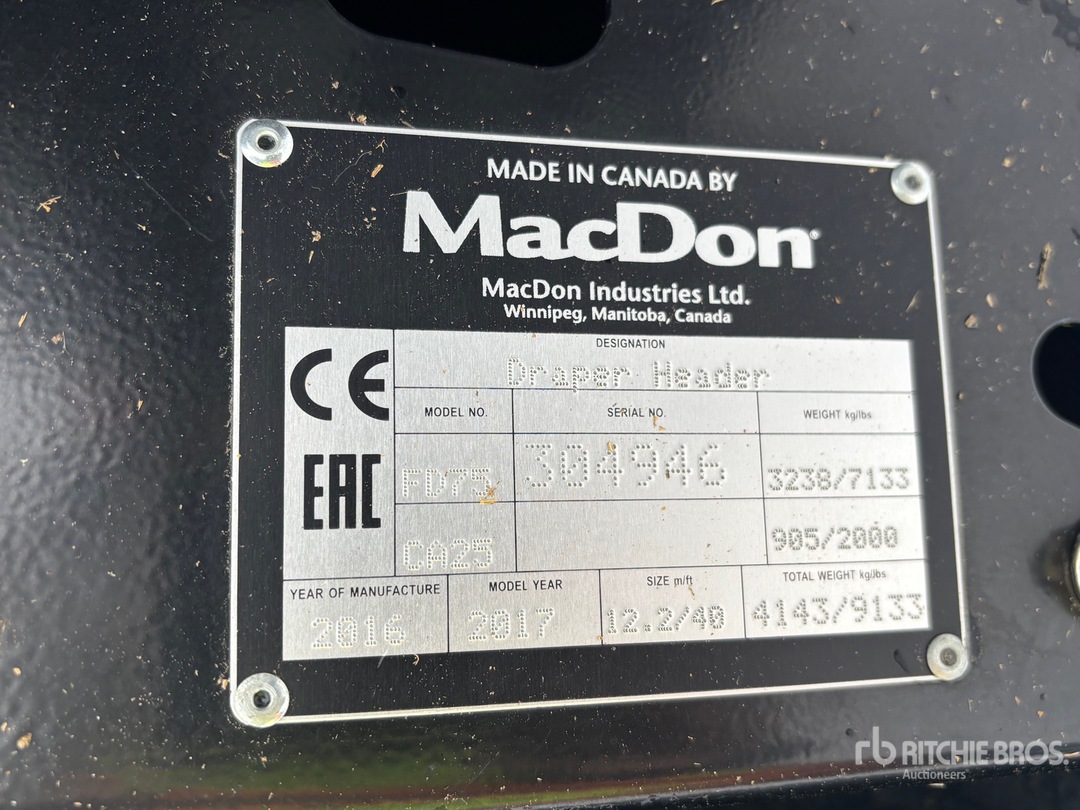 MADE IN CANADA BY
MacDon®
MacDon Industries Ltd.
Winnipeg, Manitoba, Canada
CE
EAC
DESIGNATION
Draper Header
MODEL NO. SERIAL NO. WEIGHT kg/lbs
FD75 304946 3238/7133
CA25 905/2000
YEAR OF MANUFACTURE MODEL YEAR SIZE m/ft TOTAL WEIGHT kg/lbs
2016 2017 12.2/40 4143/9133
rb RITCHIE BROS.
Auctioneers